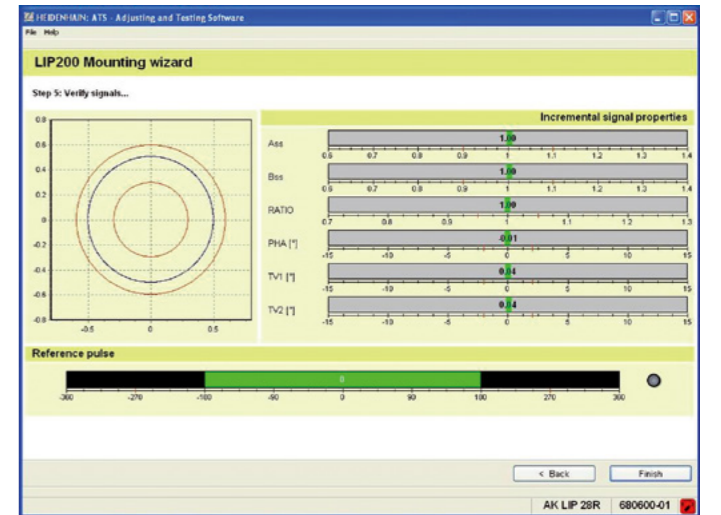 HEIDENHAIN: ATS - Adjusting and Testing Software
File Help
LIP200 Mounting wizard
Step 5: Verify signals...
Incremental signal properties
0.8
0.6
0.4
0.2
0
-0.2
-0.4
-0.6
-0.8
-0.5 0 0.5
Ass 1.00
0.6 0.7 0.8 0.9 1 1.1 1.2 1.3 1.4
Bss 1.00
0.6 0.7 0.8 0.9 1 1.1 1.2 1.3 1.4
RATIO 1.00
0.7 0.8 0.9 1 1.1 1.2 1.3
PHA [°] -0.01
-15 -10 -5 0 5 10 15
TV1 [°] 0.04
-15 -10 -5 0 5 10 15
TV2 [°] 0.04
-15 -10 -5 0 5 10 15
Reference pulse
0
-360 -270 -180 -90 0 90 180 270 360
< Back Finish
AK LIP 28R 680600-01